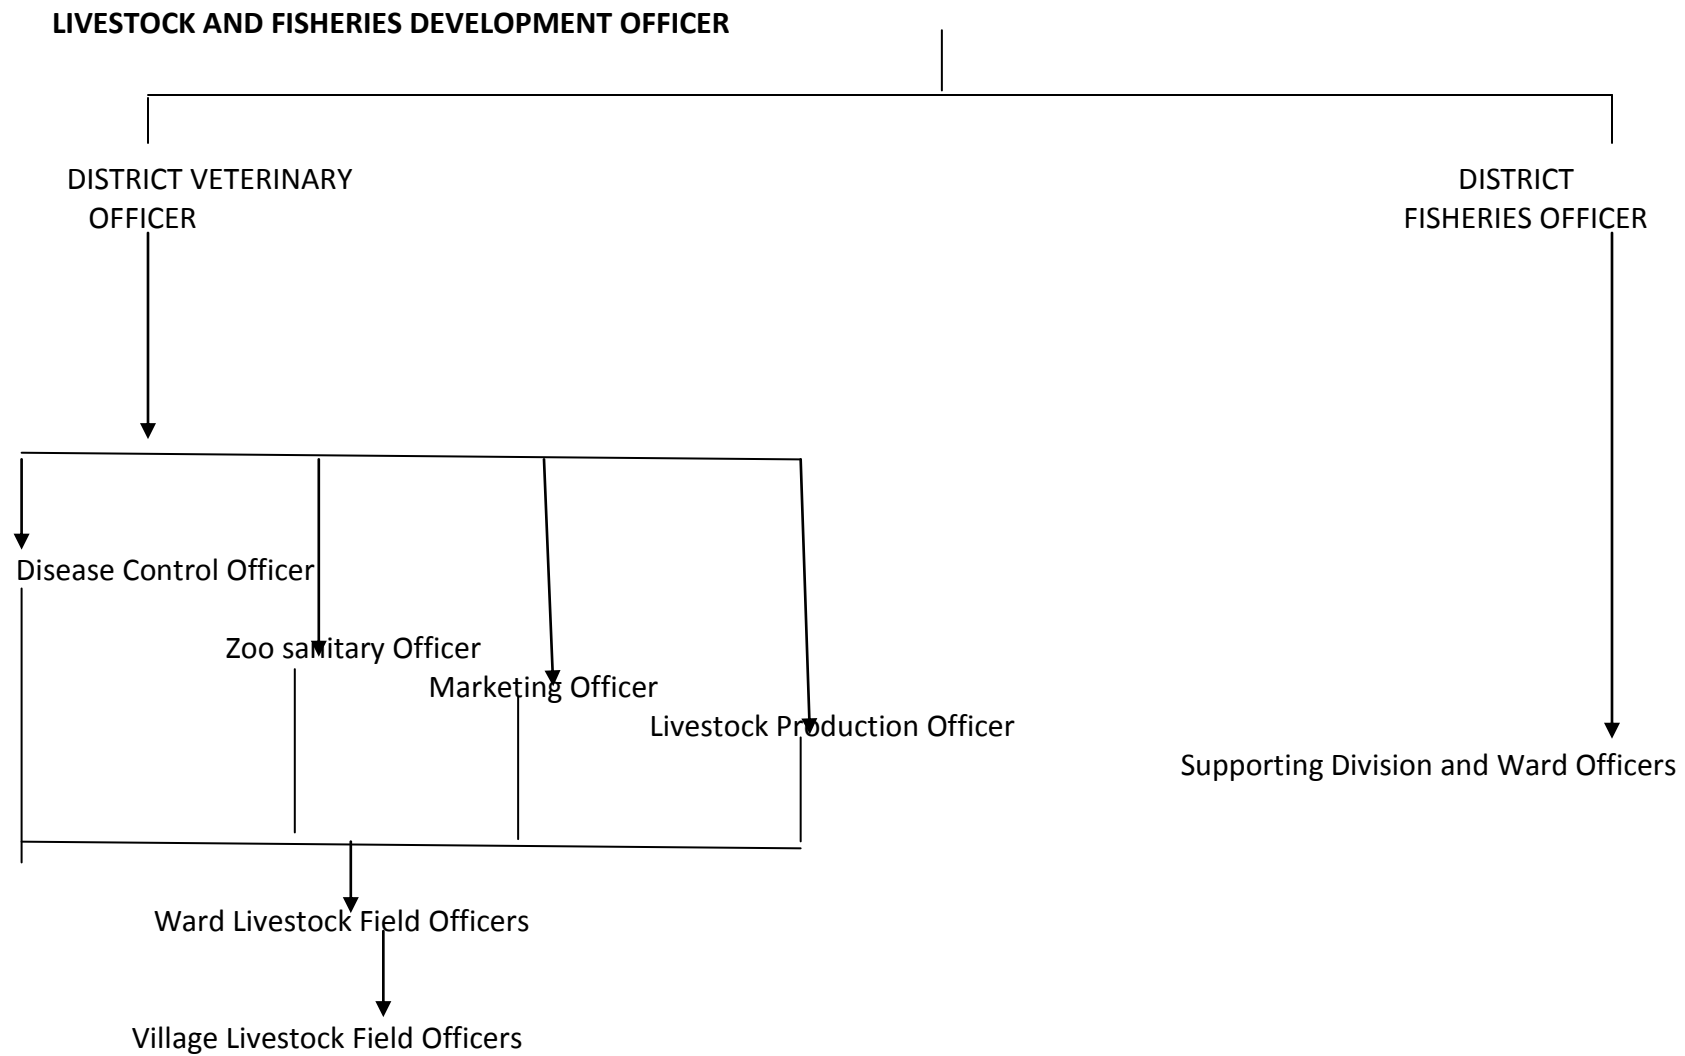 LIVESTOCK AND FISHERIES DEVELOPMENT OFFICER
DISTRICT VETERINARY
OFFICER
DISTRICT
FISHERIES OFFICER
Disease Control Officer
Zoo sanitary Officer
Marketing Officer
Livestock Production Officer
Supporting Division and Ward Officers
Ward Livestock Field Officers
Village Livestock Field Officers